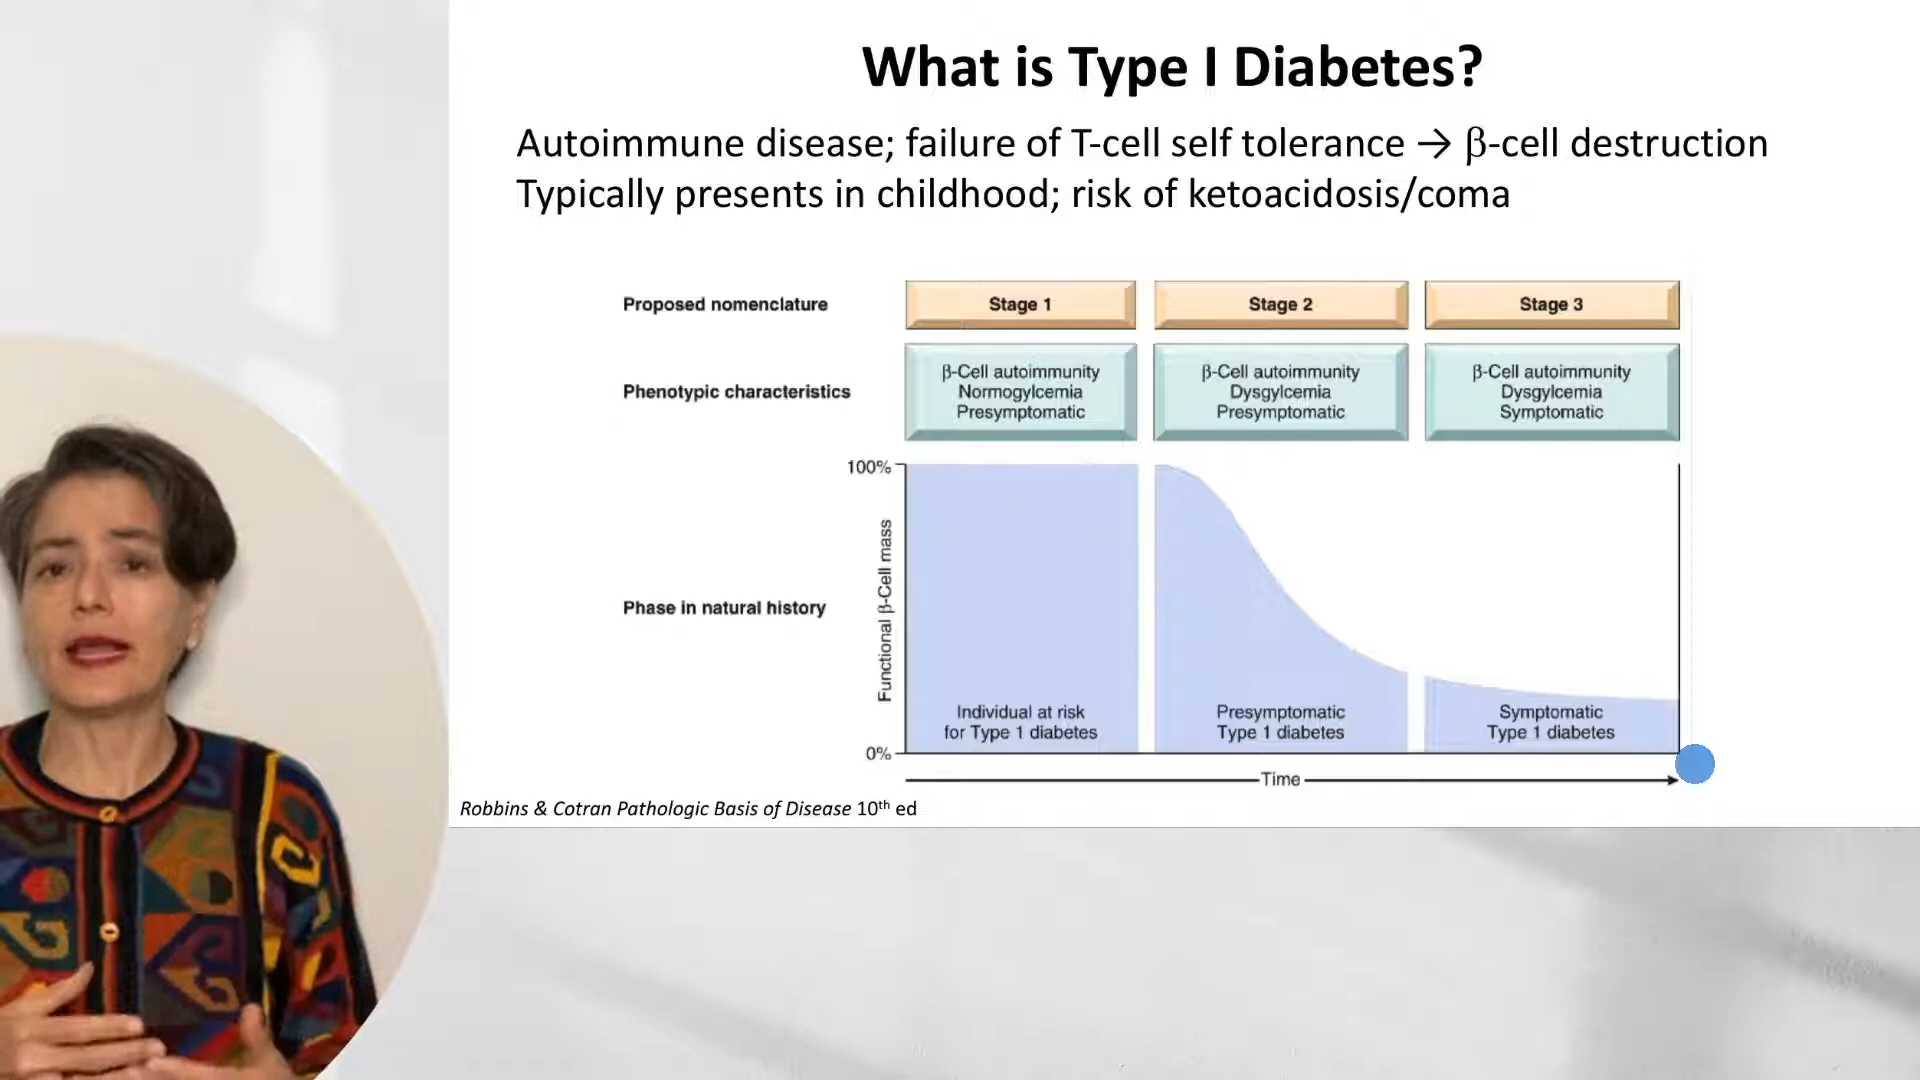 What is Type I Diabetes?
Autoimmune disease; failure of T-cell self tolerance → β-cell destruction
Typically presents in childhood; risk of ketoacidosis/coma
Proposed nomenclature
Stage 1
Stage 2
Stage 3
Phenotypic characteristics
β-Cell autoimmunity
Normogylcemia
Presymptomatic
β-Cell autoimmunity
Dysgylcemia
Presymptomatic
β-Cell autoimmunity
Dysgylcemia
Symptomatic
Phase in natural history
Functional β-Cell mass
100%
0%
Individual at risk
for Type 1 diabetes
Presymptomatic
Type 1 diabetes
Symptomatic
Type 1 diabetes
Time
Robbins & Cotran Pathologic Basis of Disease 10th ed